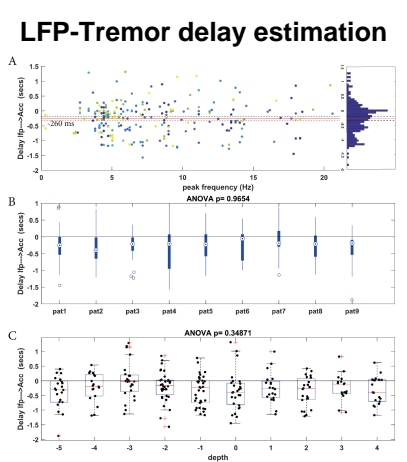 LFP-Tremor delay estimation
A
Delay lfp--->Acc (secs)
1.5
1
0.5
0
-0.5
-1
-1.5
-2
-260 ms
0 5 10 15 20
peak frequency (Hz)
B
ANOVA p= 0.9654
Delay lfp--->Acc (secs)
1
0.5
0
-0.5
-1
-1.5
-2
pat1 pat2 pat3 pat4 pat5 pat6 pat7 pat8 pat9
C
ANOVA p= 0.34871
Delay lfp--->Acc (secs)
1
0.5
0
-0.5
-1
-1.5
-2
-5 -4 -3 -2 -1 0 1 2 3 4
depth